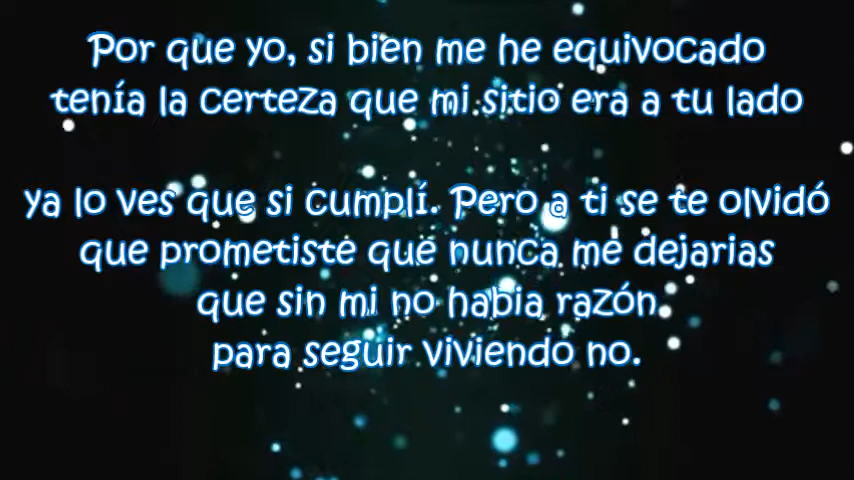 Por que yo, si bien me he equivocado
tenía la certeza que mi sitio era a tu lado
ya lo ves que si cumplí. Pero a ti se te olvidó
que prometiste que nunca me dejarias
que sin mi no habia razón
para seguir viviendo no.